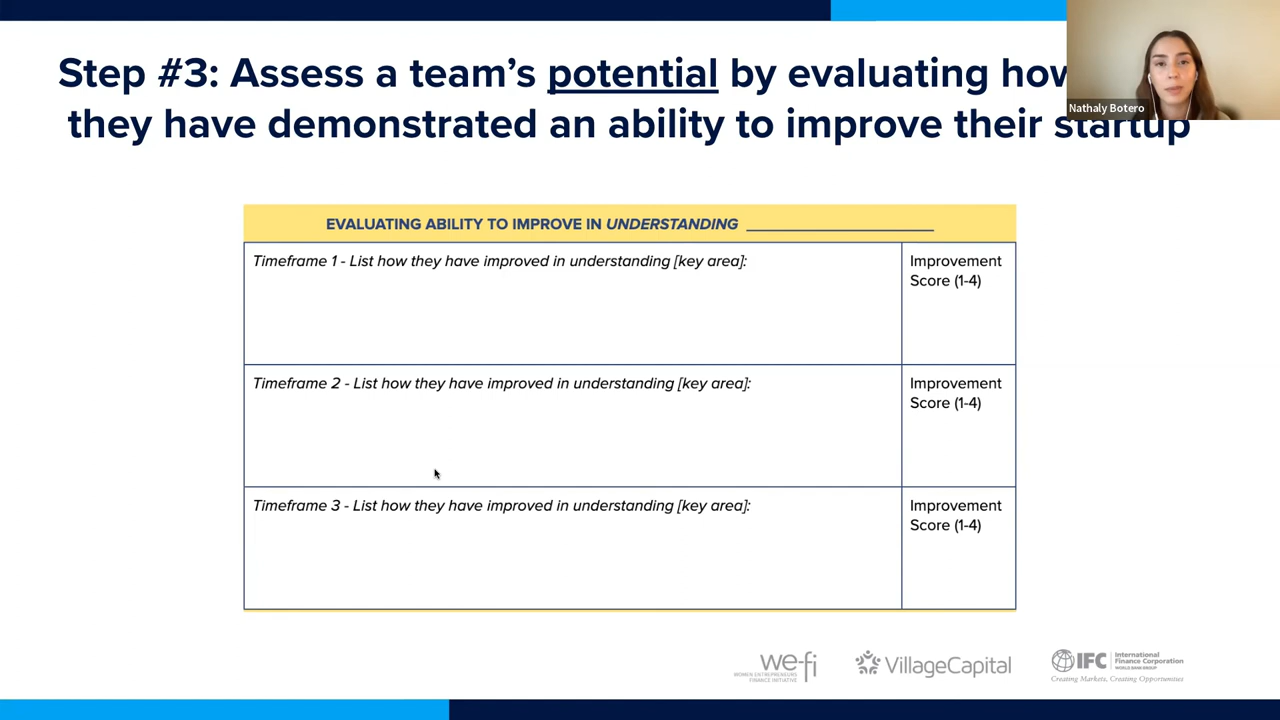 Step #3: Assess a team's potential by evaluating how
they have demonstrated an ability to improve their startup
Nathaly Botero
EVALUATING ABILITY TO IMPROVE IN UNDERSTANDING ____________________
Timeframe 1 - List how they have improved in understanding [key area]:
Improvement
Score (1-4)
Timeframe 2 - List how they have improved in understanding [key area]:
Improvement
Score (1-4)
Timeframe 3 - List how they have improved in understanding [key area]:
Improvement
Score (1-4)
we-fi
WOMEN ENTREPRENEURS
FINANCE INITIATIVE
VillageCapital
IFC
International
Finance Corporation
WORLD BANK GROUP
Creating Markets, Creating Opportunities